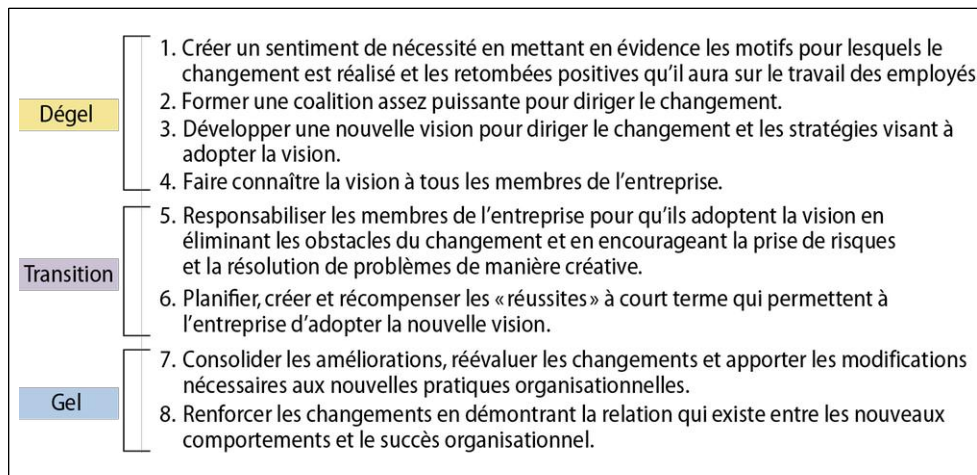 Dégel
1. Créer un sentiment de nécessité en mettant en évidence les motifs pour lesquels le
changement est réalisé et les retombées positives qu'il aura sur le travail des employés
2. Former une coalition assez puissante pour diriger le changement.
3. Développer une nouvelle vision pour diriger le changement et les stratégies visant à
adopter la vision.
4. Faire connaître la vision à tous les membres de l'entreprise.
Transition
5. Responsabiliser les membres de l'entreprise pour qu'ils adoptent la vision en
éliminant les obstacles du changement et en encourageant la prise de risques
et la résolution de problèmes de manière créative.
6. Planifier, créer et récompenser les «réussites» à court terme qui permettent à
l'entreprise d'adopter la nouvelle vision.
Gel
7. Consolider les améliorations, réévaluer les changements et apporter les modifications
nécessaires aux nouvelles pratiques organisationnelles.
8. Renforcer les changements en démontrant la relation qui existe entre les nouveaux
comportements et le succès organisationnel.